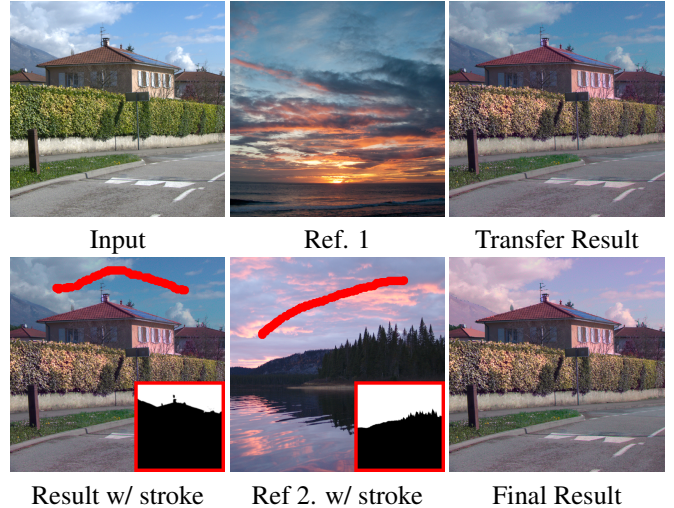 Input
Ref. 1
Transfer Result
Result w/ stroke
Ref 2. w/ stroke
Final Result